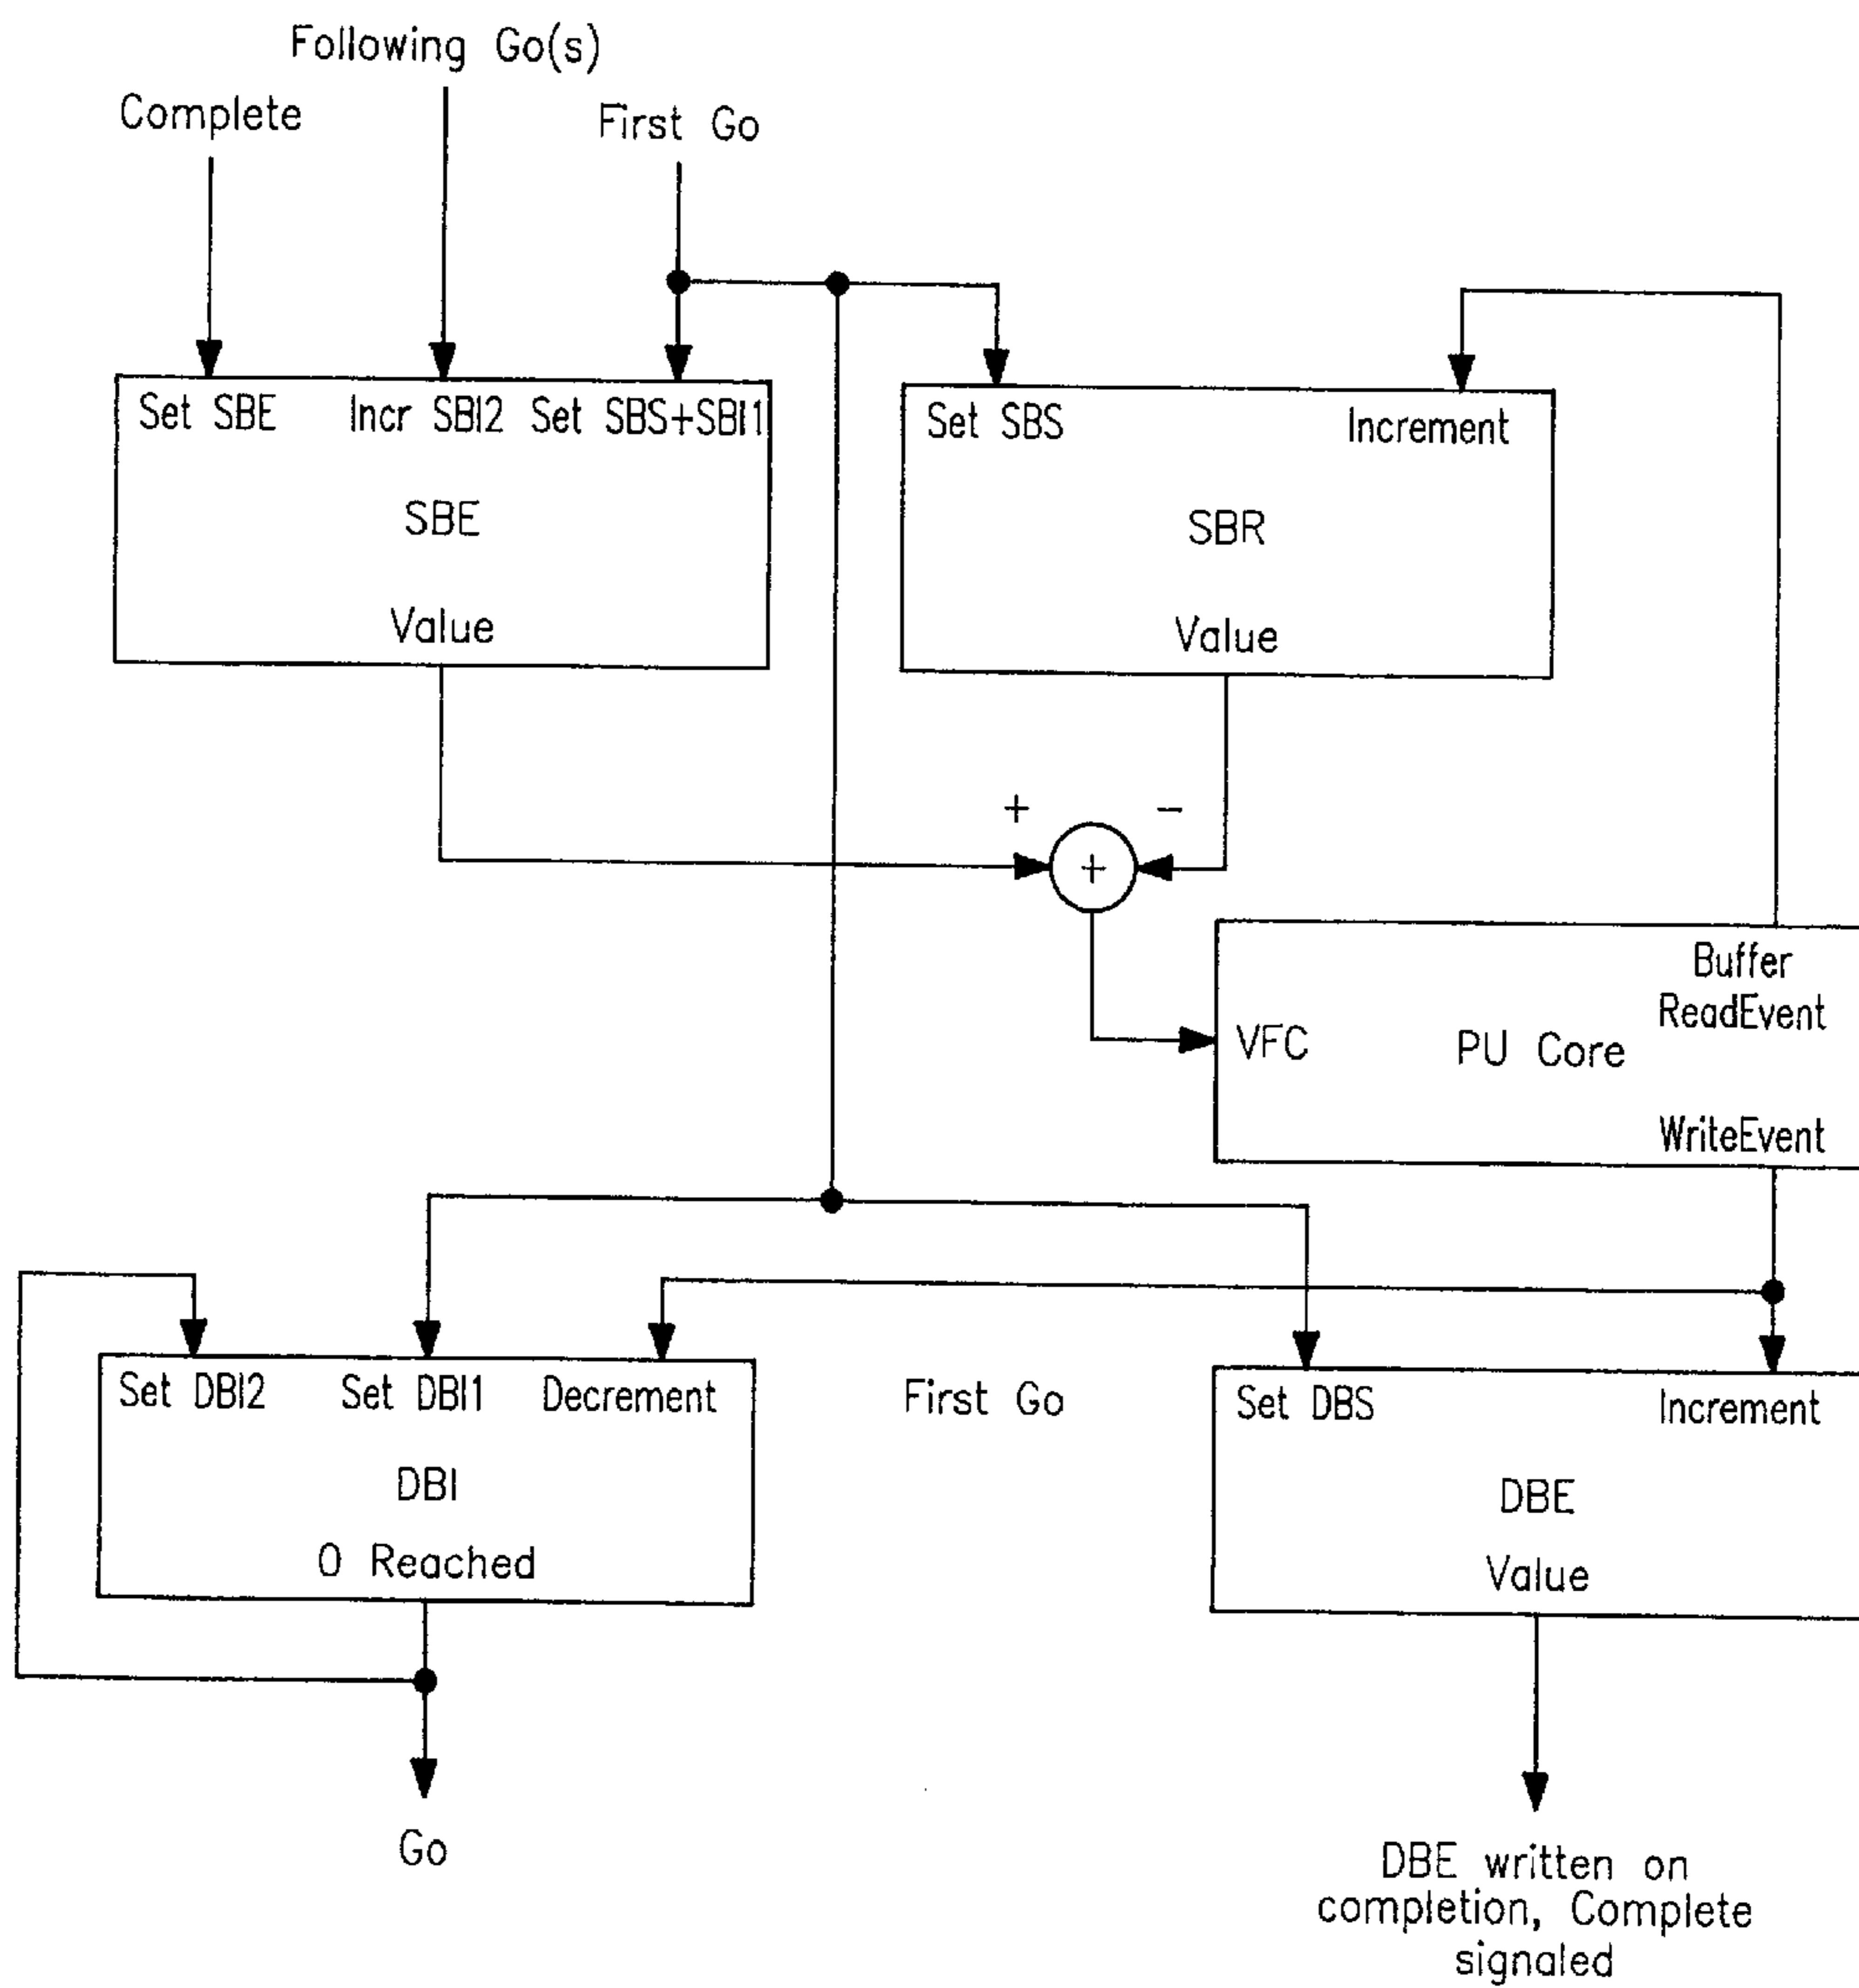 Following Go(s)
Complete
First Go
Set SBE Incr SBI2 Set SBS+SBI1
SBE
Value
Set SBS Increment
SBR
Value
+ −
+
Buffer
ReadEvent
VFC PU Core
WriteEvent
Set DBI2 Set DBI1 Decrement
DBI
0 Reached
First Go
Set DBS Increment
DBE
Value
Go
DBE written on
completion, Complete
signaled